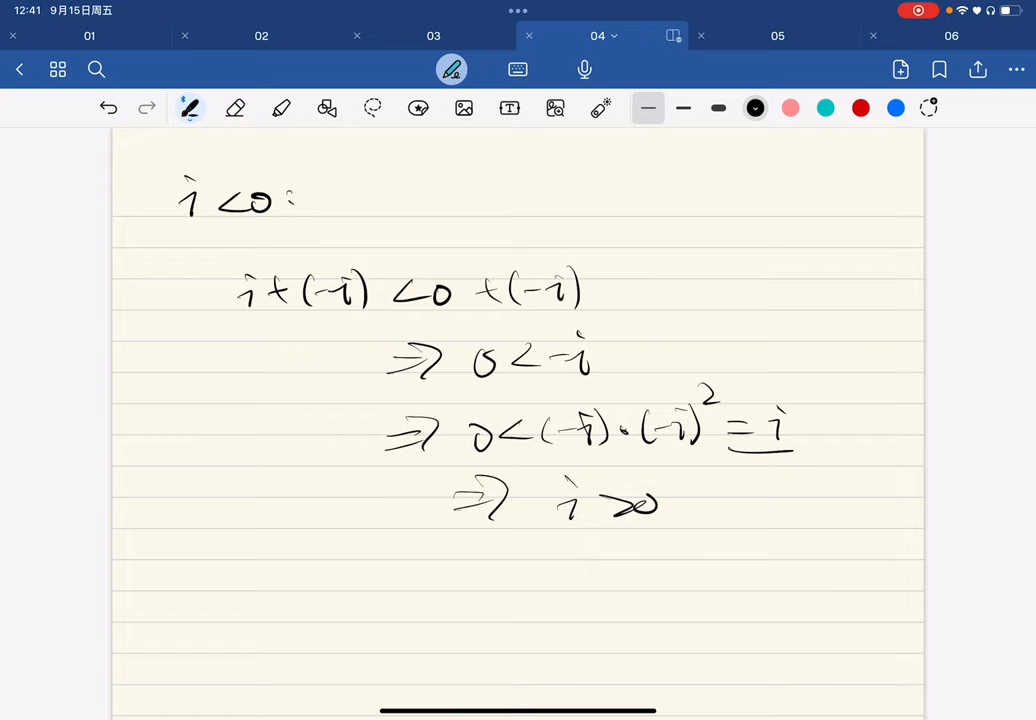 12:41 9月15日周五
01 02 03 04 05 06
i <0:
i+(-i) <0 +(-i)
⇒ 0<-i
⇒ 0<(-i)·(-i)² = i
⇒ i >0